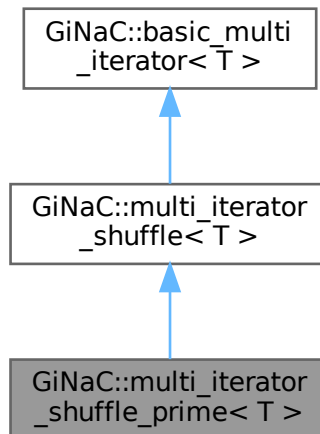 GiNaC::basic_multi
_iterator< T >
GiNaC::multi_iterator
_shuffle< T >
GiNaC::multi_iterator
_shuffle_prime< T >